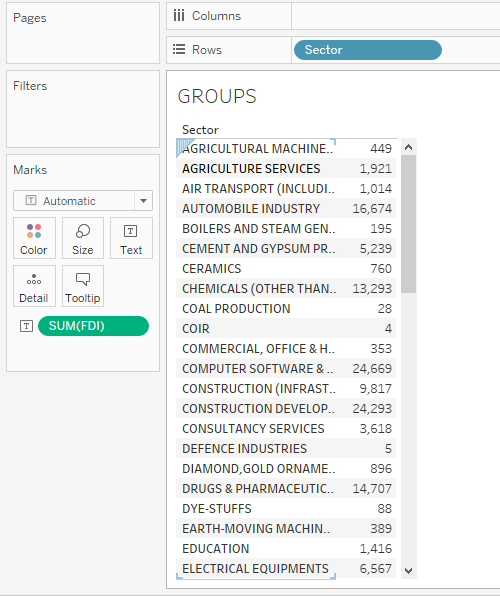 Pages
Columns
Rows
Sector
Filters
GROUPS
Sector
AGRICULTURAL MACHINE.. 449
AGRICULTURE SERVICES 1,921
AIR TRANSPORT (INCLUDI.. 1,014
AUTOMOBILE INDUSTRY 16,674
BOILERS AND STEAM GEN.. 195
CEMENT AND GYPSUM PR.. 5,239
CERAMICS 760
CHEMICALS (OTHER THAN.. 13,293
COAL PRODUCTION 28
COIR 4
COMMERCIAL, OFFICE & H.. 353
COMPUTER SOFTWARE & .. 24,669
CONSTRUCTION (INFRAST.. 9,817
CONSTRUCTION DEVELOP.. 24,293
CONSULTANCY SERVICES 3,618
DEFENCE INDUSTRIES 5
DIAMOND,GOLD ORNAME.. 896
DRUGS & PHARMACEUTIC.. 14,707
DYE-STUFFS 88
EARTH-MOVING MACHIN.. 389
EDUCATION 1,416
ELECTRICAL EQUIPMENTS 6,567
Marks
T Automatic
T
Color Size Text
Detail Tooltip
T SUM(FDI)